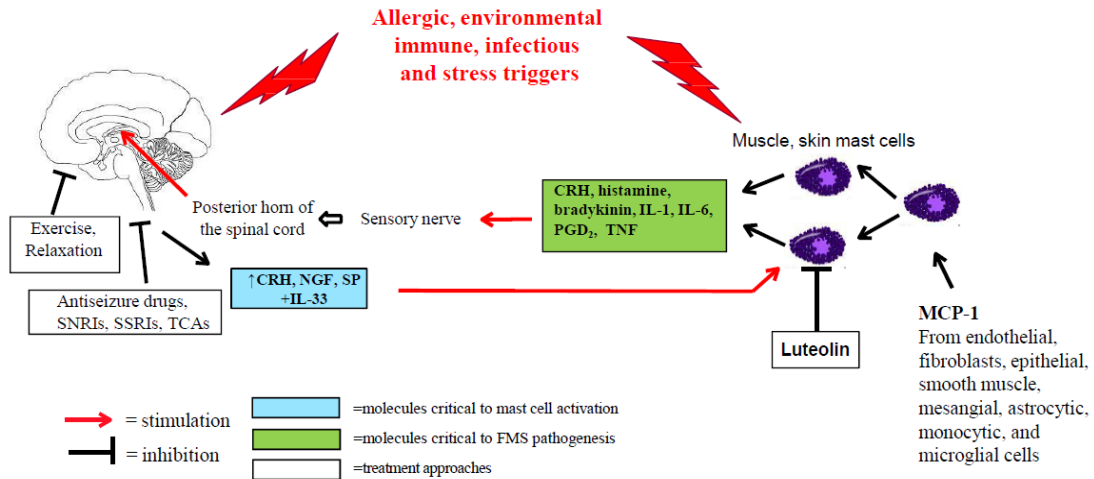 Allergic, environmental
immune, infectious
and stress triggers
Muscle, skin mast cells
CRH, histamine,
bradykinin, IL-1, IL-6,
PGD₂, TNF
Sensory nerve
Posterior horn of
the spinal cord
Exercise,
Relaxation
↑CRH, NGF, SP
+IL-33
Antiseizure drugs,
SNRIs, SSRIs, TCAs
Luteolin
MCP-1
From endothelial,
fibroblasts, epithelial,
smooth muscle,
mesangial, astrocytic,
monocytic, and
microglial cells
= stimulation
= inhibition
=molecules critical to mast cell activation
=molecules critical to FMS pathogenesis
=treatment approaches